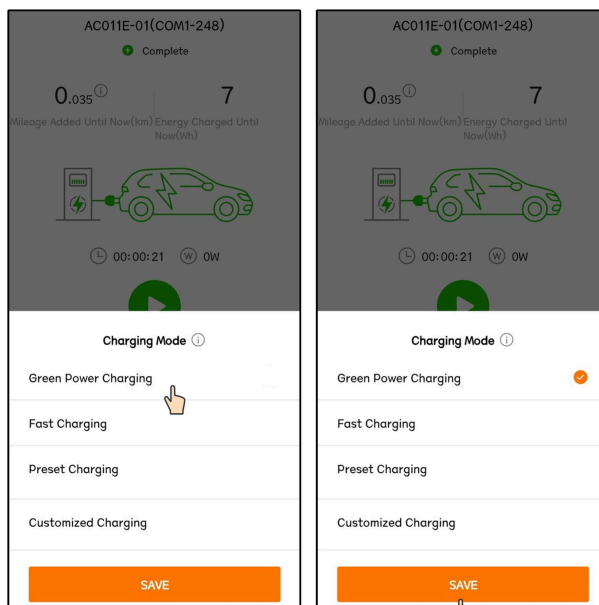 AC011E-01(COM1-248)
Complete
0.035
7
Mileage Added Until Now(km)
Energy Charged Until
Now(Wh)
00:00:21
W
0W
Charging Mode
Green Power Charging
Fast Charging
Preset Charging
Customized Charging
SAVE
AC011E-01(COM1-248)
Complete
0.035
7
Mileage Added Until Now(km)
Energy Charged Until
Now(Wh)
00:00:21
W
0W
Charging Mode
Green Power Charging
Fast Charging
Preset Charging
Customized Charging
SAVE